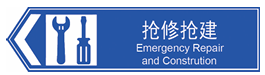 抢修抢建
Emergency Repair
and Constrution